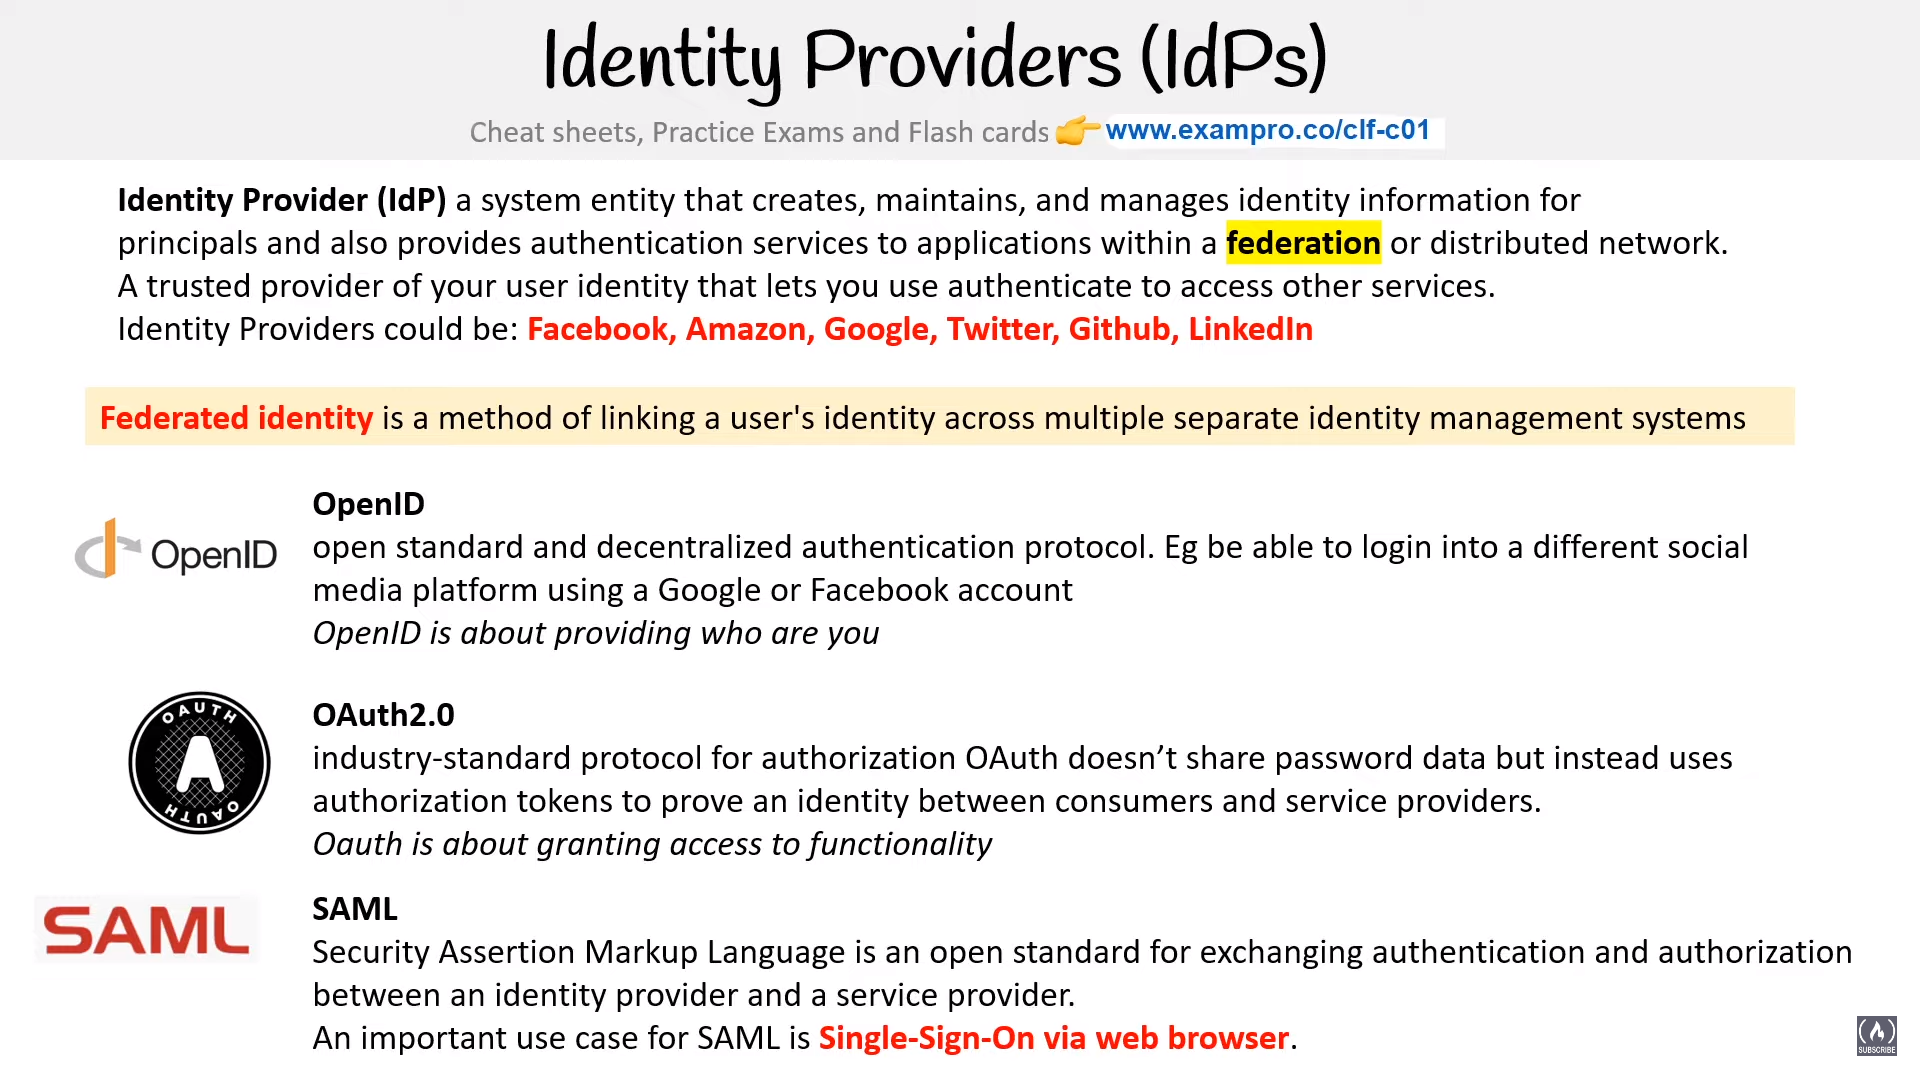 Identity Providers (IdPs)
Cheat sheets, Practice Exams and Flash cards 👉 www.exampro.co/clf-c01
Identity Provider (IdP) a system entity that creates, maintains, and manages identity information for
principals and also provides authentication services to applications within a federation or distributed network.
A trusted provider of your user identity that lets you use authenticate to access other services.
Identity Providers could be: Facebook, Amazon, Google, Twitter, Github, LinkedIn
Federated identity is a method of linking a user's identity across multiple separate identity management systems
OpenID
OpenID
open standard and decentralized authentication protocol. Eg be able to login into a different social
media platform using a Google or Facebook account
OpenID is about providing who are you
OAUTH
A
OAUTH
OAuth2.0
industry-standard protocol for authorization OAuth doesn’t share password data but instead uses
authorization tokens to prove an identity between consumers and service providers.
Oauth is about granting access to functionality
SAML
SAML
Security Assertion Markup Language is an open standard for exchanging authentication and authorization
between an identity provider and a service provider.
An important use case for SAML is Single-Sign-On via web browser.
SUBSCRIBE